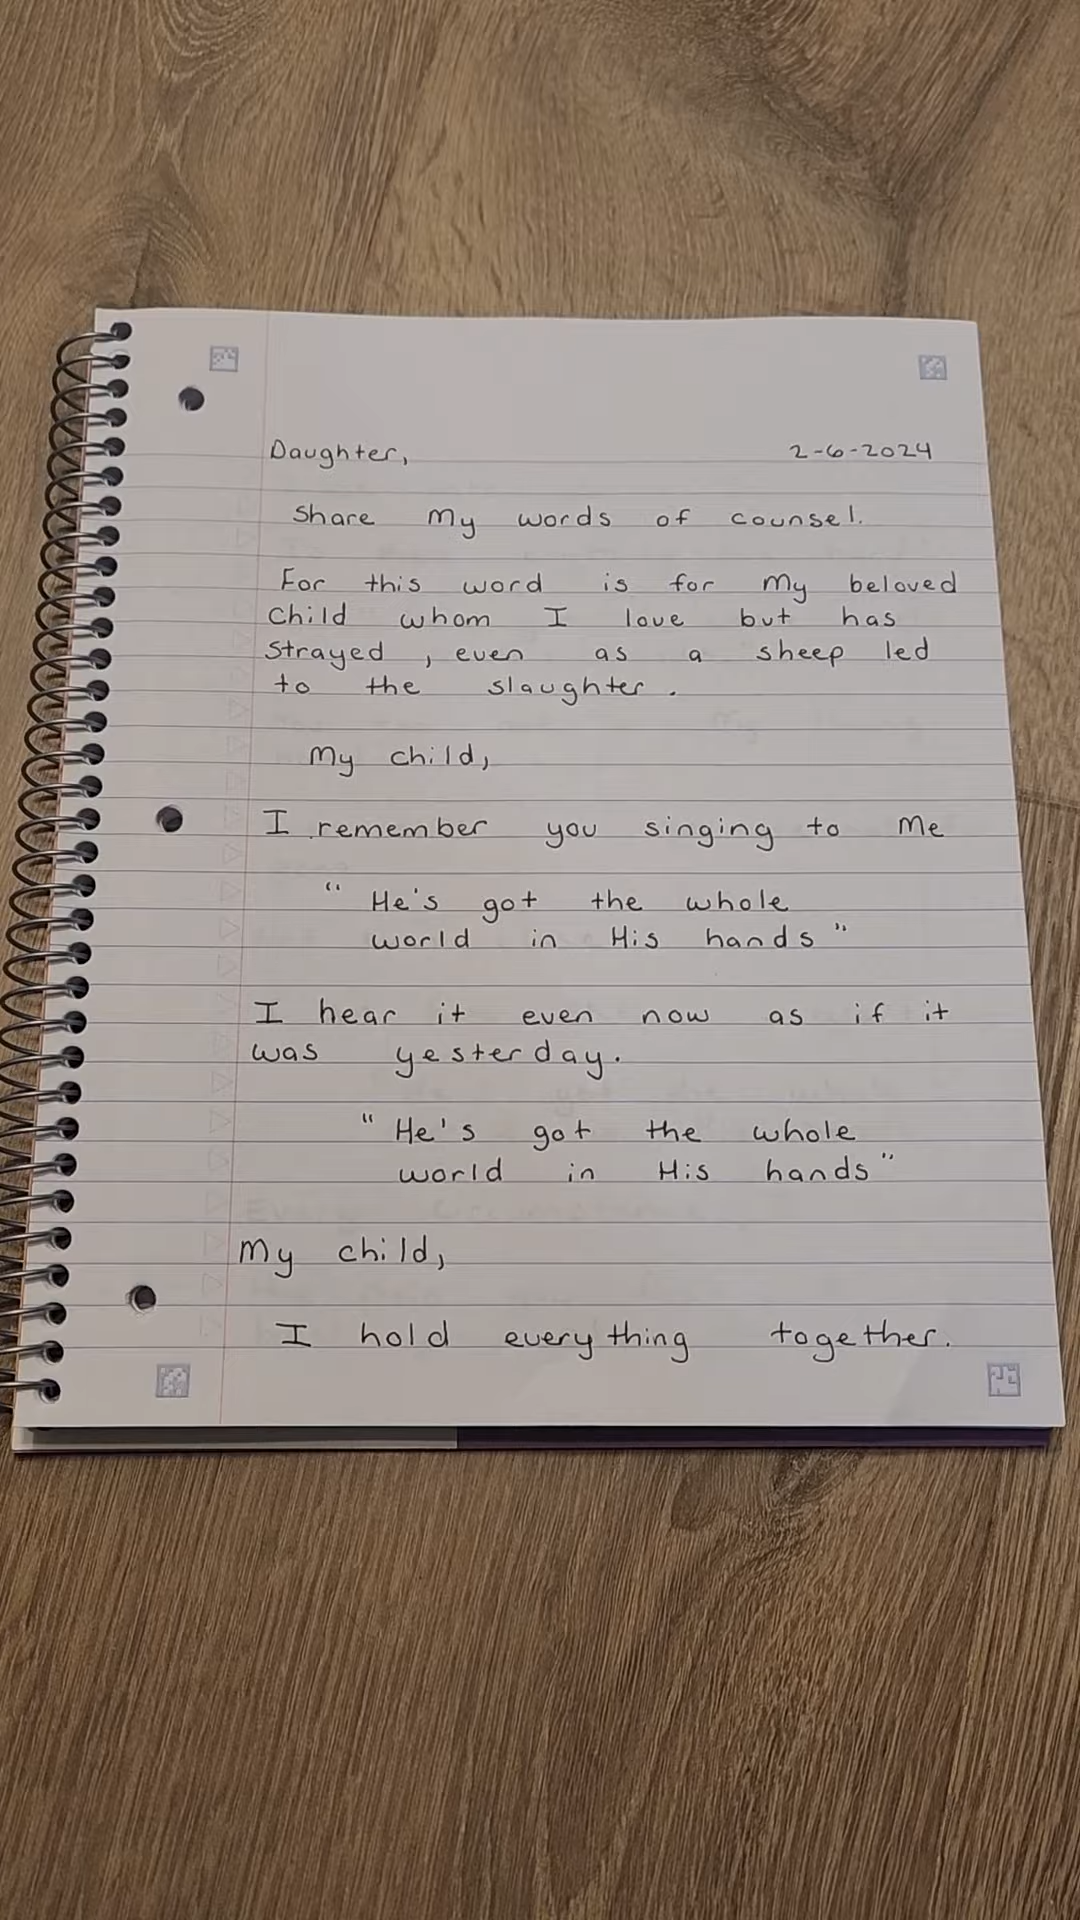 Daughter, 2-6-2024
Share My words of counsel.
For this word is for My beloved
Child whom I love but has
strayed, even as a sheep led
to the slaughter.
My child,
I remember you singing to Me
" He's got the whole
world in His hands"
I hear it even now as if it
was yesterday.
" He's got the whole
world in His hands"
My child,
I hold everything together.